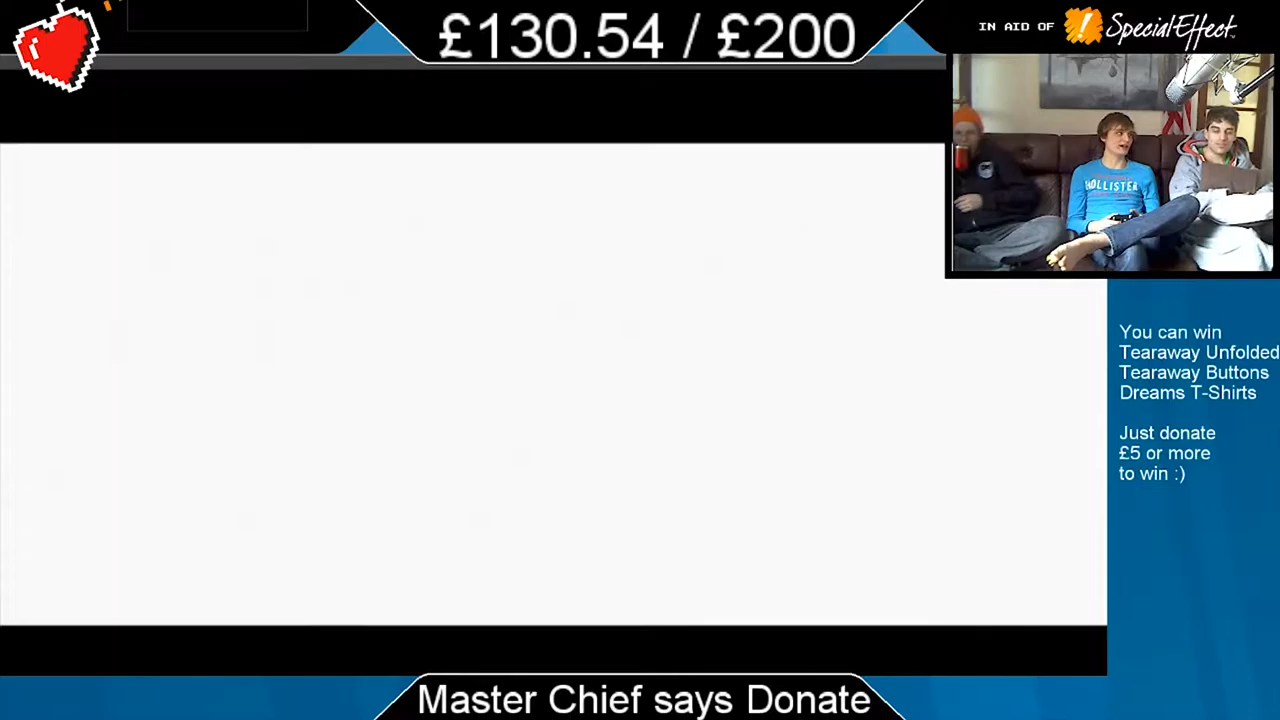 £130.54 / £200
IN AID OF
! SpecialEffect
HOLLISTER
You can win
Tearaway Unfolded
Tearaway Buttons
Dreams T-Shirts
Just donate
£5 or more
to win :)
Master Chief says Donate